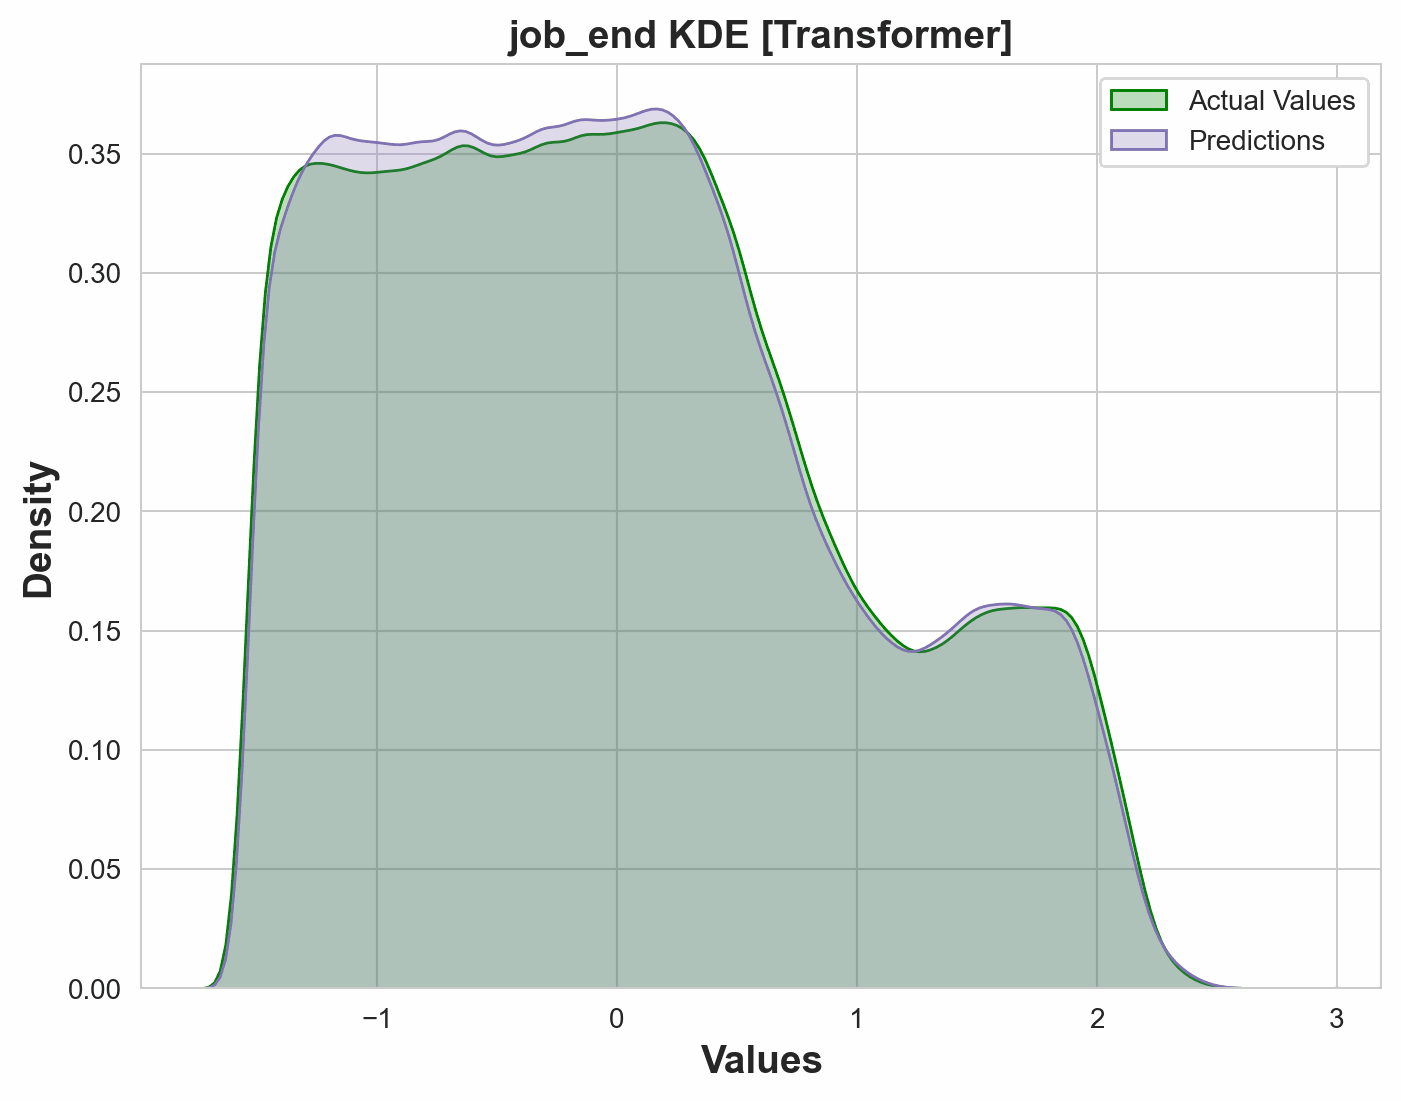 job_end KDE [Transformer]
Actual Values
Predictions
0.35
0.30
0.25
0.20
0.15
0.10
0.05
0.00
Density
−1
0
1
2
3
Values